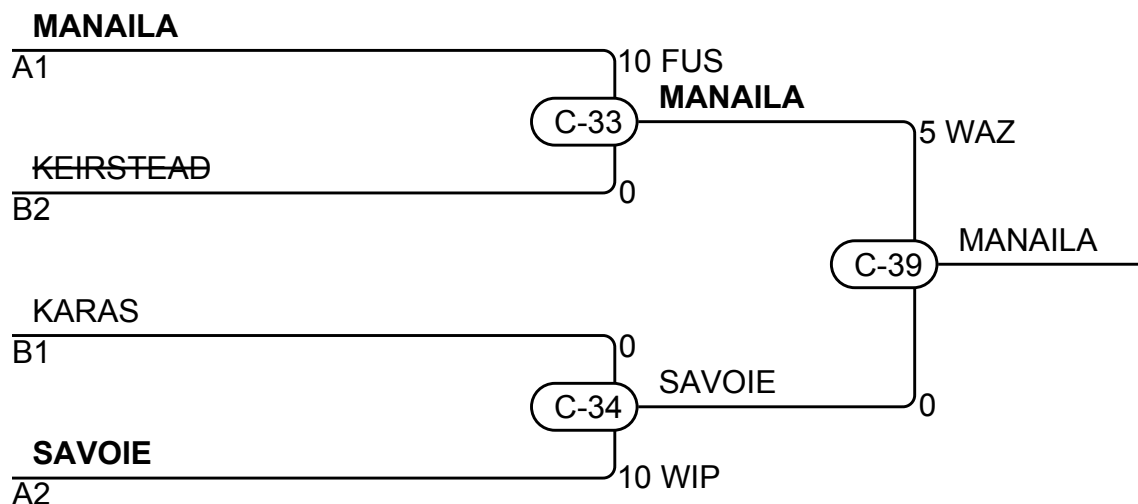 MANAILA
A1
10 FUS
MANAILA
C-33
5 WAZ
KEIRSTEAD
B2
0
MANAILA
C-39
KARAS
B1
0
SAVOIE
C-34
0
SAVOIE
A2
10 WIP